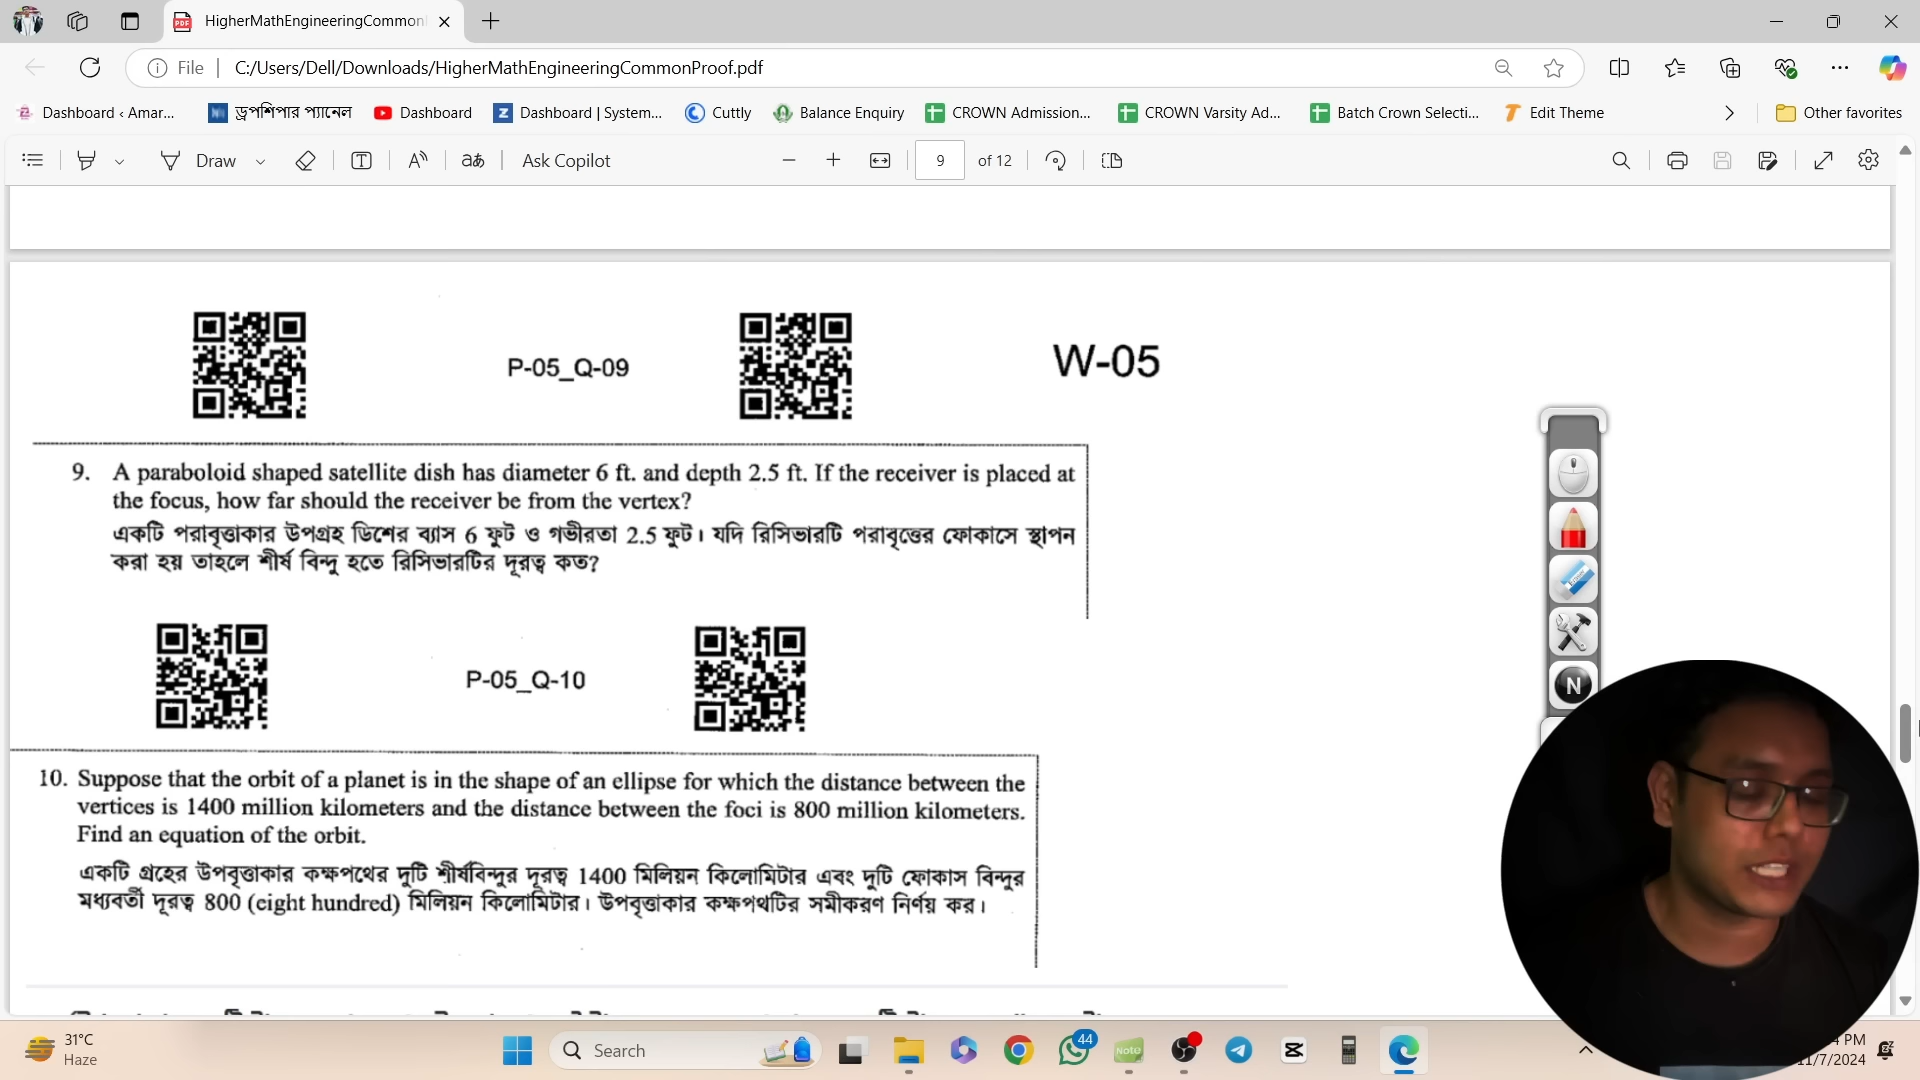 HigherMathEngineeringCommon
File
C:/Users/Dell/Downloads/HigherMathEngineeringCommonProof.pdf
Dashboard ‹ Amar...
ড্রপশিপার প্যানেল
Dashboard
Dashboard | System...
Cuttly
Balance Enquiry
CROWN Admission...
CROWN Varsity Ad...
Batch Crown Selecti...
Edit Theme
Other favorites
Draw
Ask Copilot
9
of 12
P-05_Q-09
W-05
9. A paraboloid shaped satellite dish has diameter 6 ft. and depth 2.5 ft. If the receiver is placed at
the focus, how far should the receiver be from the vertex?
একটি পরাবৃত্তাকার উপগ্রহ ডিশের ব্যাস 6 ফুট ও গভীরতা 2.5 ফুট। যদি রিসিভারটি পরাবৃত্তের ফোকাসে স্থাপন
করা হয় তাহলে শীর্ষ বিন্দু হতে রিসিভারটির দূরত্ব কত?
P-05_Q-10
10. Suppose that the orbit of a planet is in the shape of an ellipse for which the distance between the
vertices is 1400 million kilometers and the distance between the foci is 800 million kilometers.
Find an equation of the orbit.
একটি গ্রহের উপবৃত্তাকার কক্ষপথের দুটি শীর্ষবিন্দুর দূরত্ব 1400 মিলিয়ন কিলোমিটার এবং দুটি ফোকাস বিন্দুর
মধ্যবর্তী দূরত্ব 800 (eight hundred) মিলিয়ন কিলোমিটার। উপবৃত্তাকার কক্ষপথটির সমীকরণ নির্ণয় কর।
N
31°C
Haze
Search
44
NOTE
PM
11/7/2024